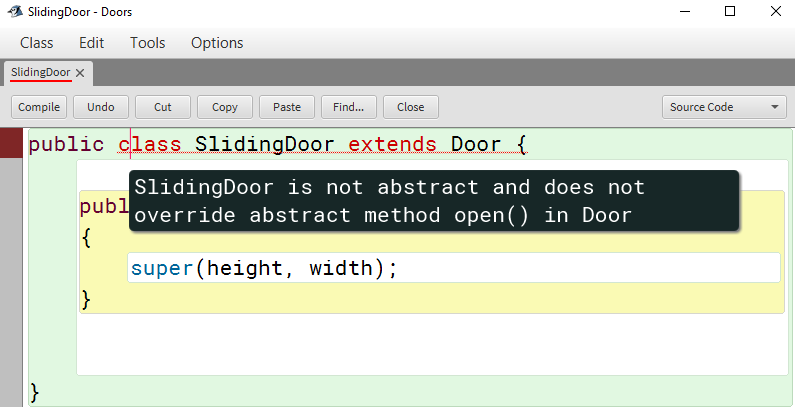 SlidingDoor - Doors
Class Edit Tools Options
SlidingDoor
Compile Undo Cut Copy Paste Find... Close Source Code
public class SlidingDoor extends Door {
SlidingDoor is not abstract and does not
override abstract method open() in Door
publ
{
super(height, width);
}
}